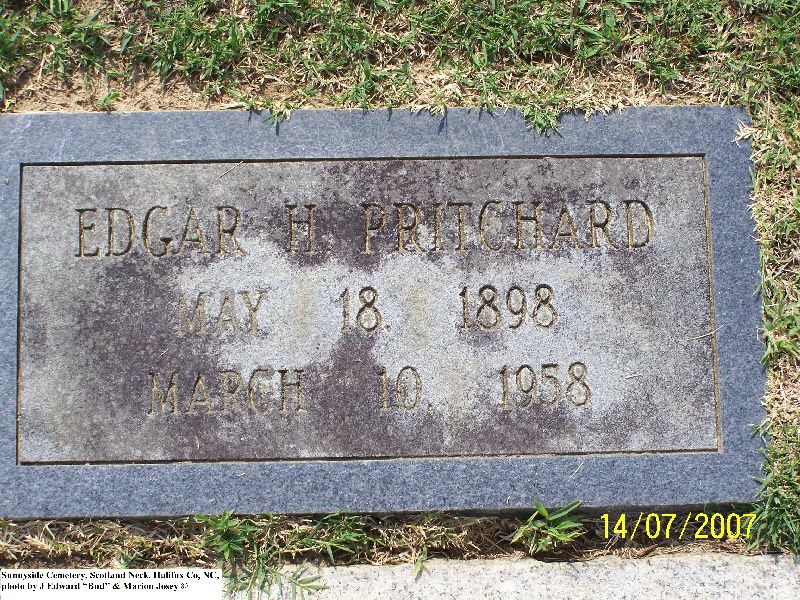 EDGAR H PRITCHARD
MAY 18. 1898
MARCH 10. 1958
14/07/2007
Sunnyside Cemetery, Scotland Neck, Halifax Co, NC,
photo by J Edward "Bud" & Marion Josey ©